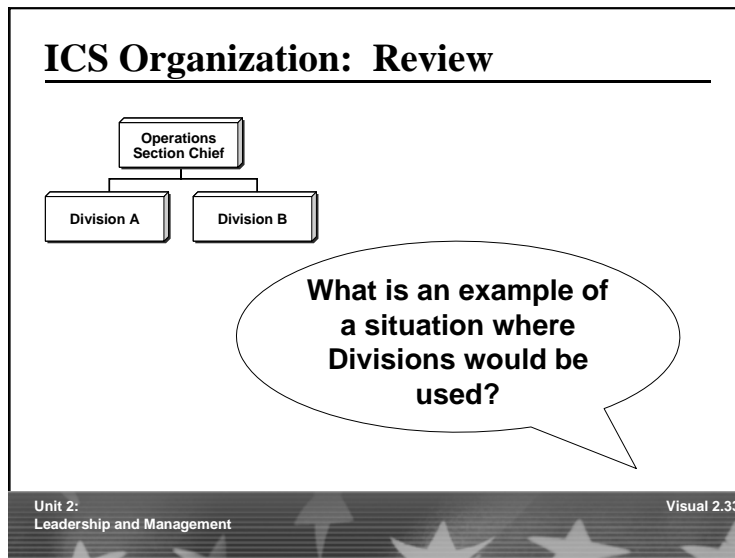 ICS Organization: Review
Operations
Section Chief
Division A
Division B
What is an example of
a situation where
Divisions would be
used?
Unit 2:
Leadership and Management
Visual 2.33